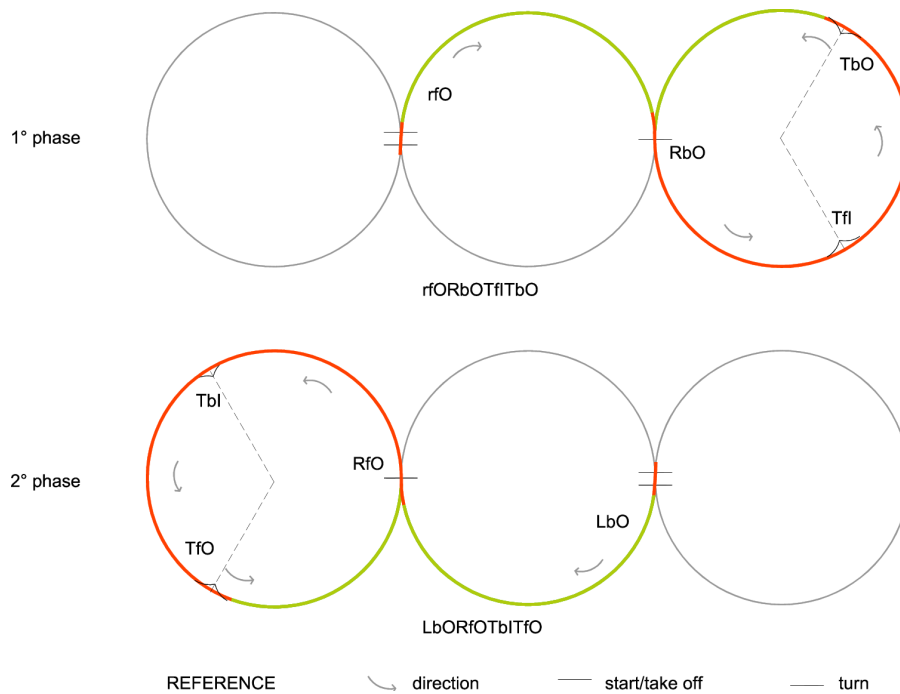 TbO
rfO
1° phase
RbO
TfI
rfORbOTfITbO
TbI
RfO
2° phase
LbO
TfO
LbORfOTbITfO
REFERENCE direction start/take off turn